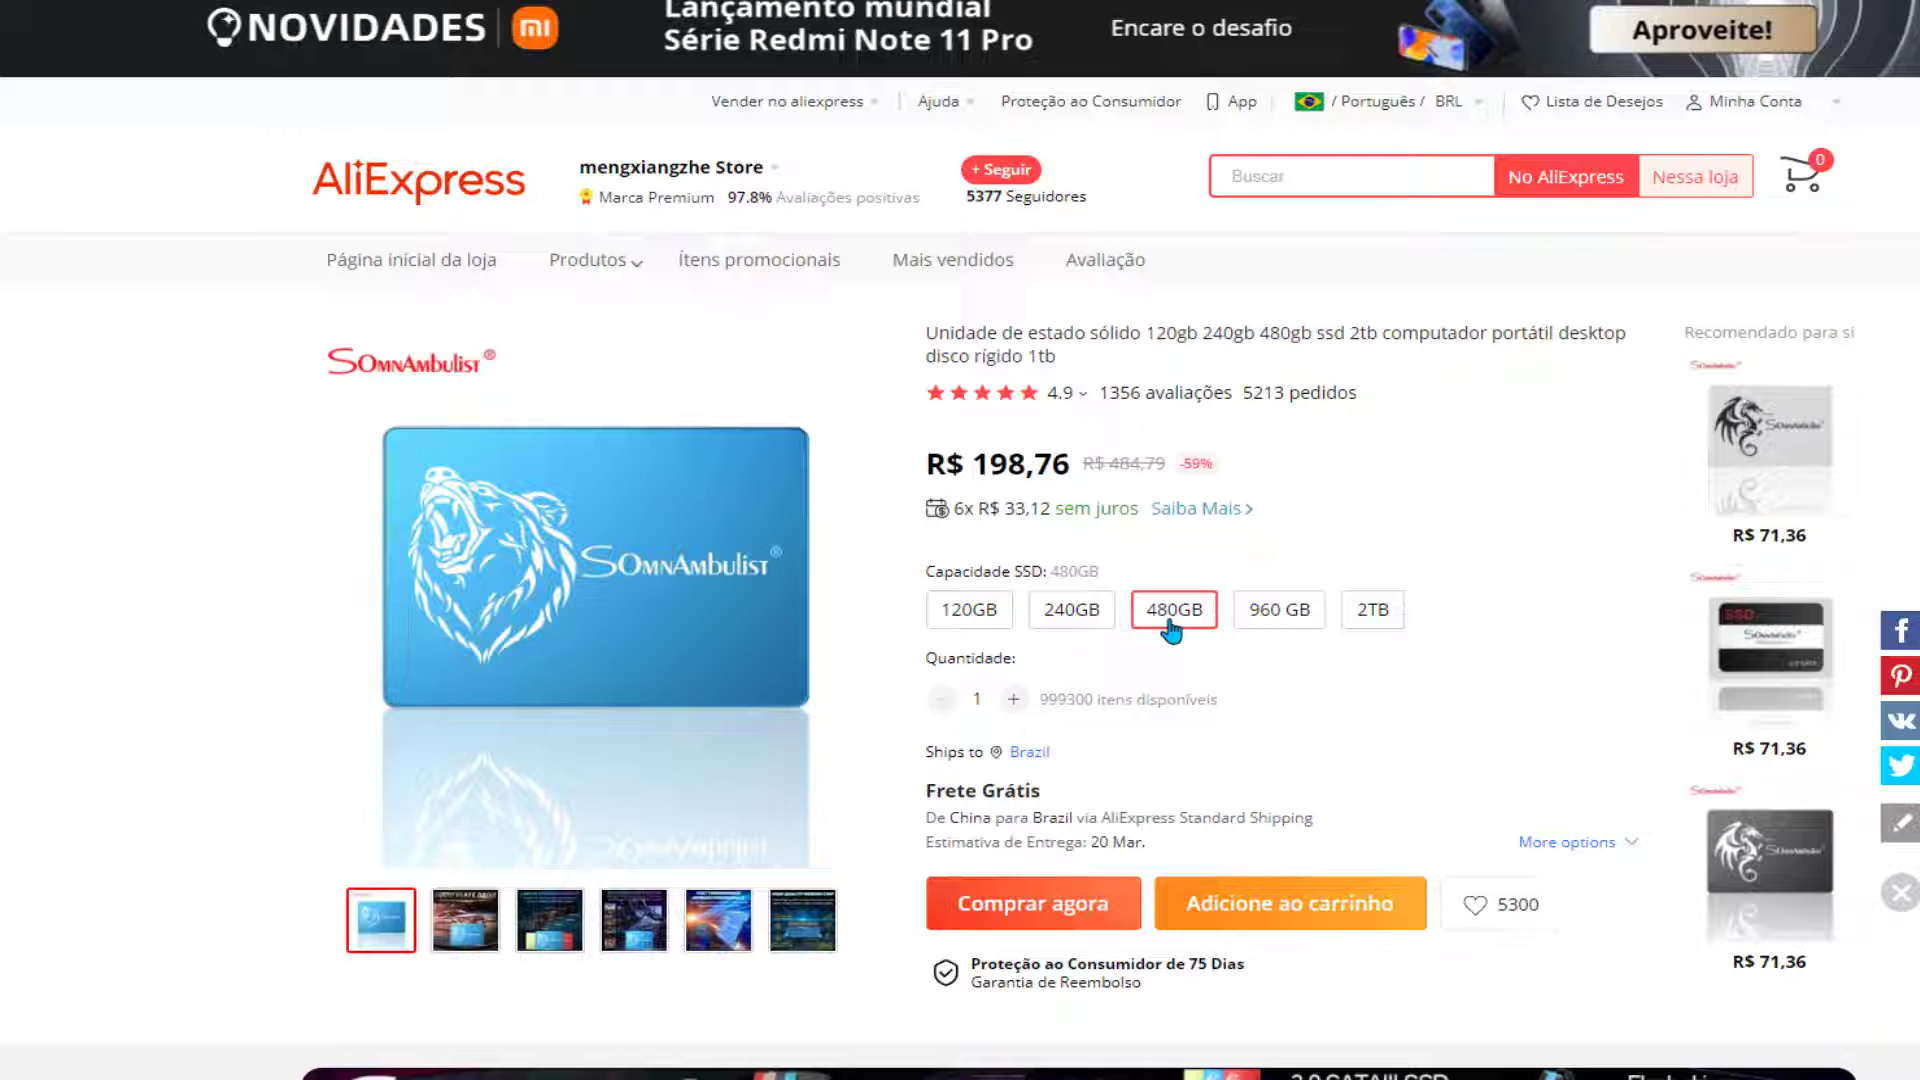 NOVIDADES
Lançamento mundial
Série Redmi Note 11 Pro
Encare o desafio
Aproveite!
Vender no aliexpress
Ajuda
Proteção ao Consumidor
App
/ Português / BRL
Lista de Desejos
Minha Conta
AliExpress
mengxiangzhe Store
Marca Premium 97.8% Avaliações positivas
+ Seguir
5377 Seguidores
Buscar
No AliExpress
Nessa loja
0
Página inícial da loja
Produtos
Ítens promocionais
Mais vendidos
Avaliação
SOMNAMBULIST®
SOMNAMBULIST®
Unidade de estado sólido 120gb 240gb 480gb ssd 2tb computador portátil desktop
disco rígido 1tb
4.9 1356 avaliações 5213 pedidos
R$ 198,76 R$ 484,79 -59%
6x R$ 33,12 sem juros Saiba Mais
Capacidade SSD: 480GB
120GB
240GB
480GB
960 GB
2TB
Quantidade:
− 1 + 999300 itens disponíveis
Ships to Brazil
Frete Grátis
De China para Brazil via AliExpress Standard Shipping
Estimativa de Entrega: 20 Mar.
More options
Comprar agora
Adicione ao carrinho
5300
Proteção ao Consumidor de 75 Dias
Garantia de Reembolso
Recomendado para si
R$ 71,36
SSD
R$ 71,36
R$ 71,36